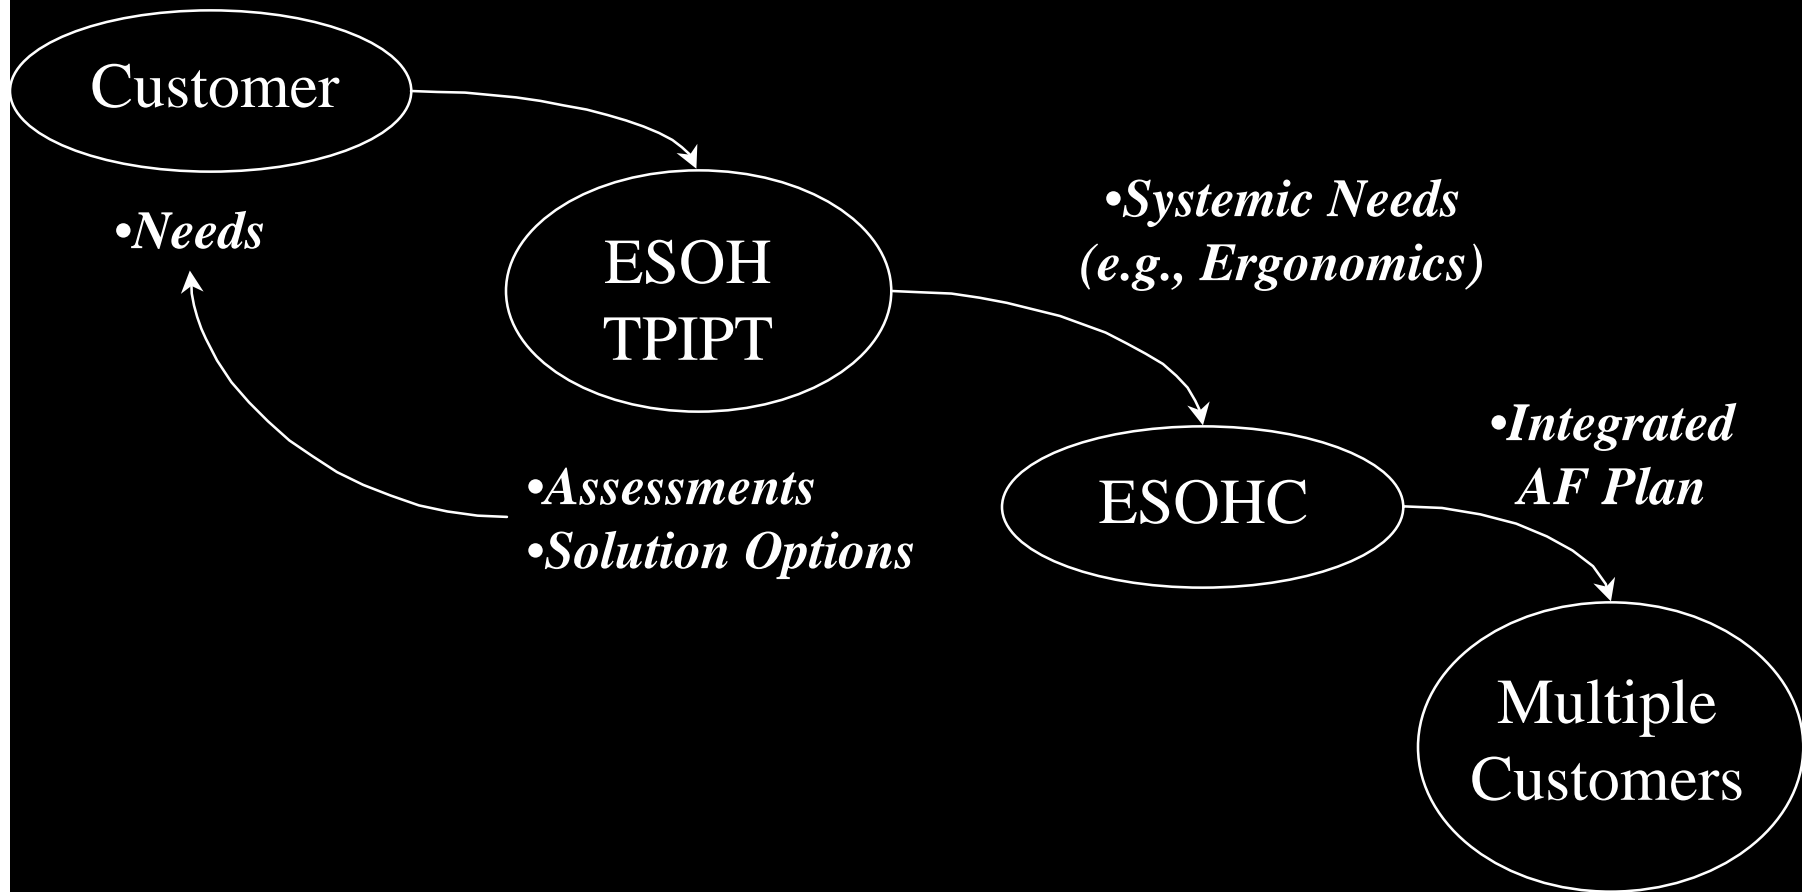 Customer
•Needs
ESOH
TPIPT
•Systemic Needs
(e.g., Ergonomics)
•Assessments
•Solution Options
ESOHC
•Integrated
AF Plan
Multiple
Customers